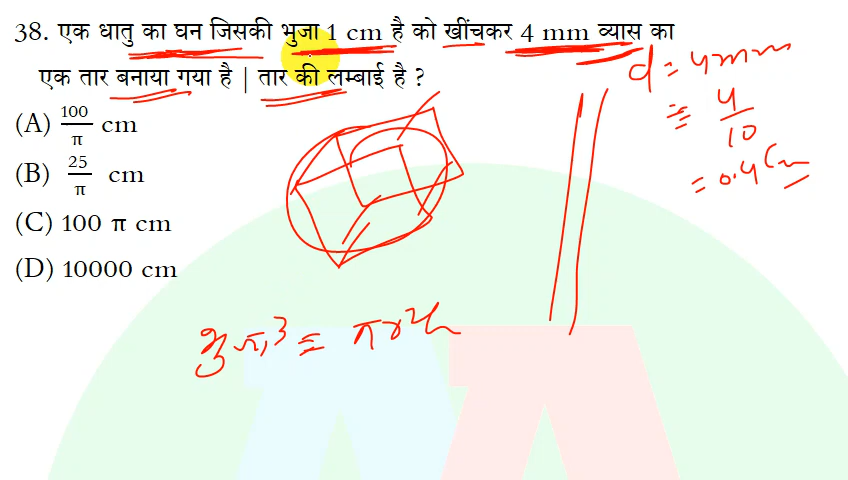 38. एक धातु का घन जिसकी भुजा 1 cm है को खींचकर 4 mm व्यास का
एक तार बनाया गया है | तार की लम्बाई है ?
(A) 100/π cm
(B) 25/π cm
(C) 100 π cm
(D) 10000 cm
d = 4mm
= 4/10
= 0.4 Cm
भुजा³ = πr²h